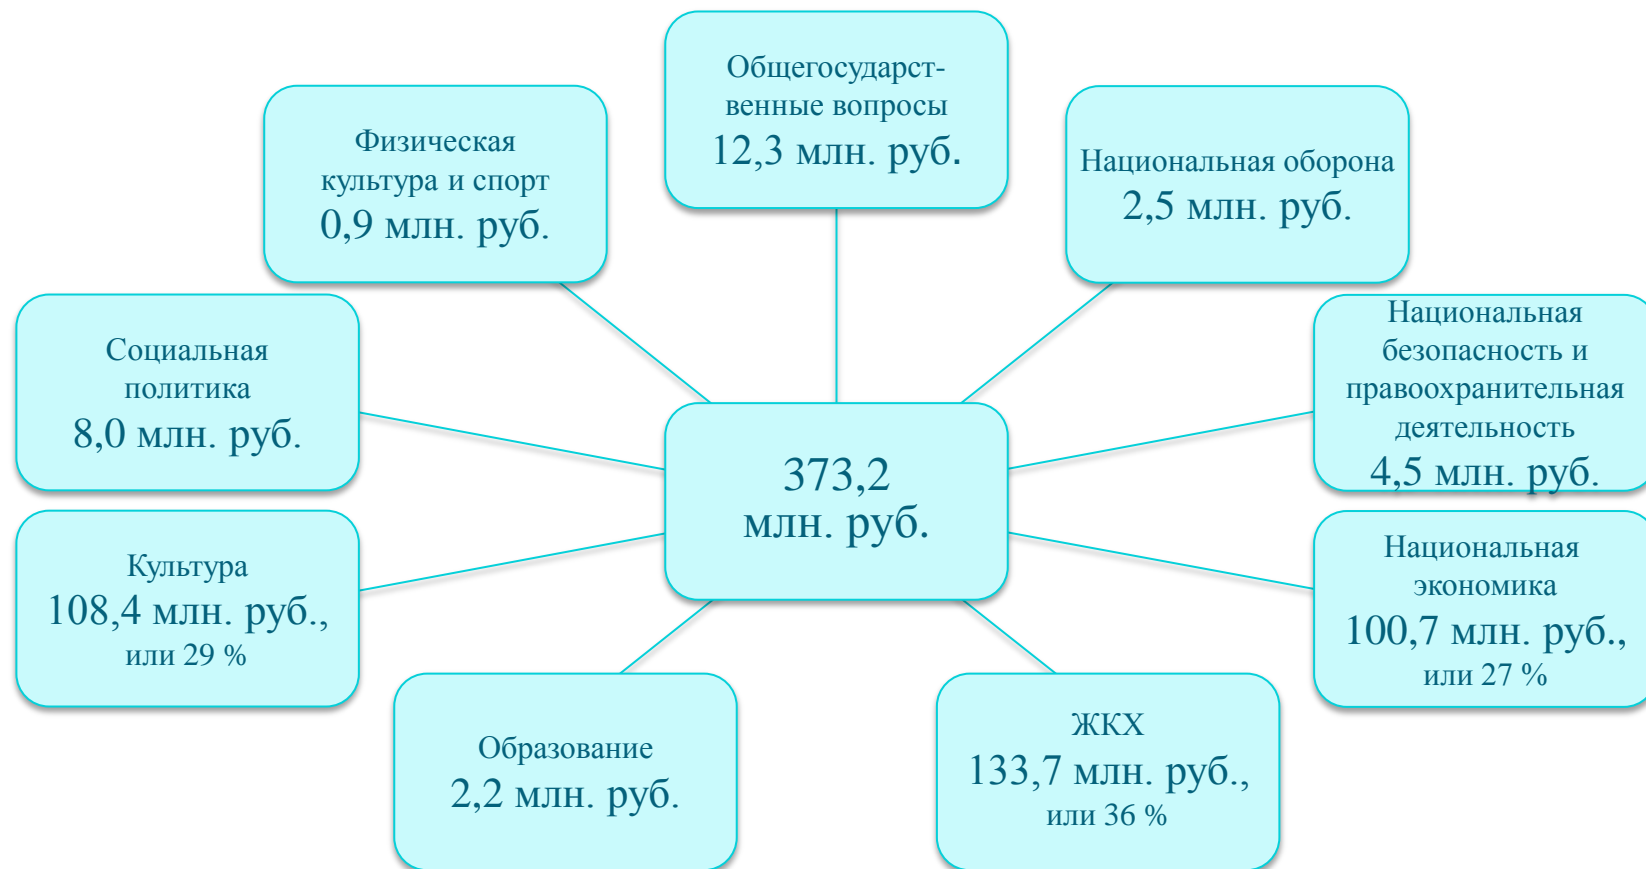 Общегосударст-
венные вопросы
12,3 млн. руб.
Национальная оборона
2,5 млн. руб.
Национальная
безопасность и
правоохранительная
деятельность
4,5 млн. руб.
Национальная
экономика
100,7 млн. руб.,
или 27 %
ЖКХ
133,7 млн. руб.,
или 36 %
Образование
2,2 млн. руб.
Культура
108,4 млн. руб.,
или 29 %
Социальная
политика
8,0 млн. руб.
Физическая
культура и спорт
0,9 млн. руб.
373,2
млн. руб.